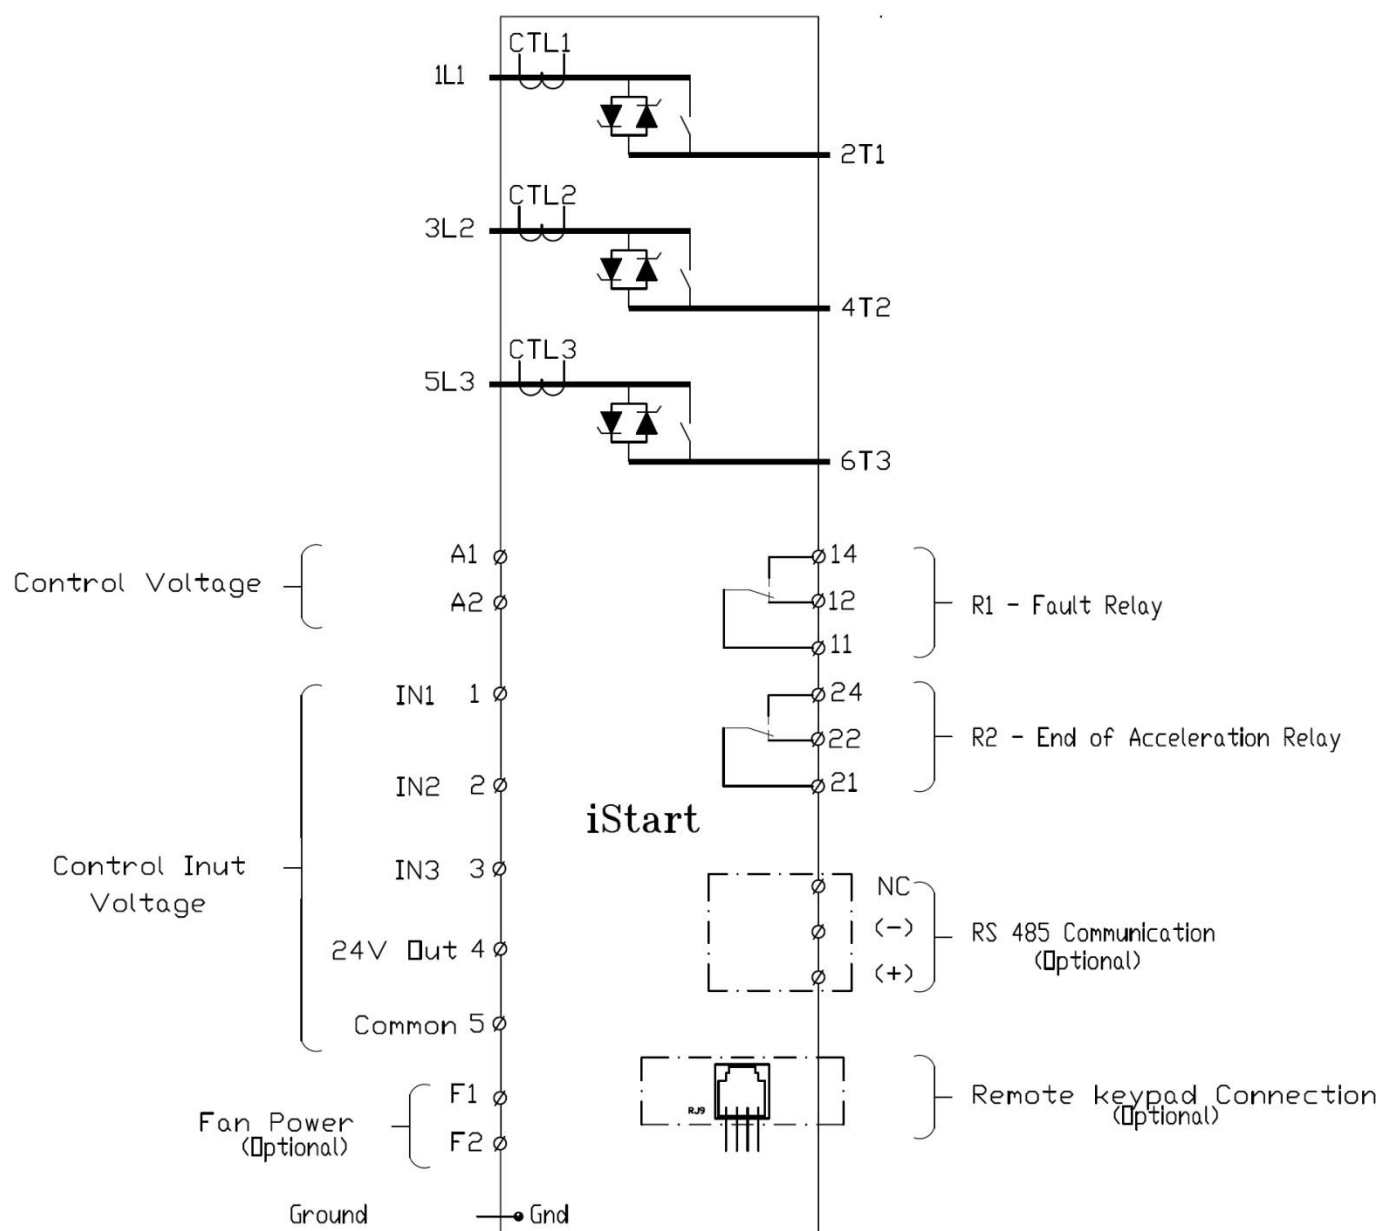 CTL1
1L1
2T1
CTL2
3L2
4T2
CTL3
5L3
6T3
A1
14
Control Voltage
A2
12
R1 - Fault Relay
11
IN1 1
24
22
R2 - End of Acceleration Relay
IN2 2
21
iStart
Control Inut
Voltage
IN3 3
NC
(-)
RS 485 Communication
(Optional)
24V Out 4
(+)
Common 5
F1
Fan Power
(Optional)
F2
RJ9
Remote keypad Connection
(Optional)
Ground
Gnd